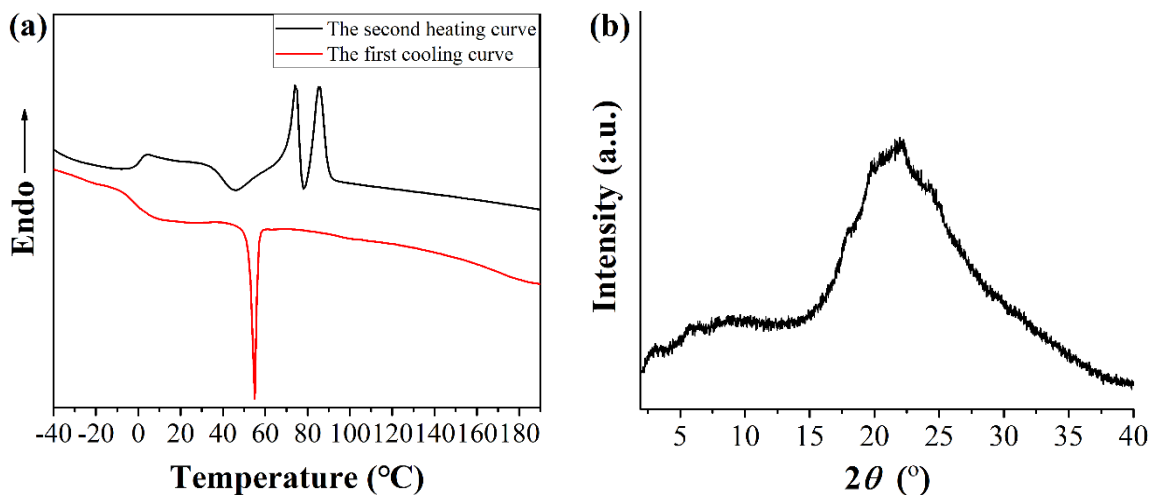 (a)
The second heating curve
The first cooling curve
Endo
-40 -20 0 20 40 60 80 100 120 140 160 180
Temperature (°C)
(b)
Intensity (a.u.)
5 10 15 20 25 30 35 40
2θ (°)